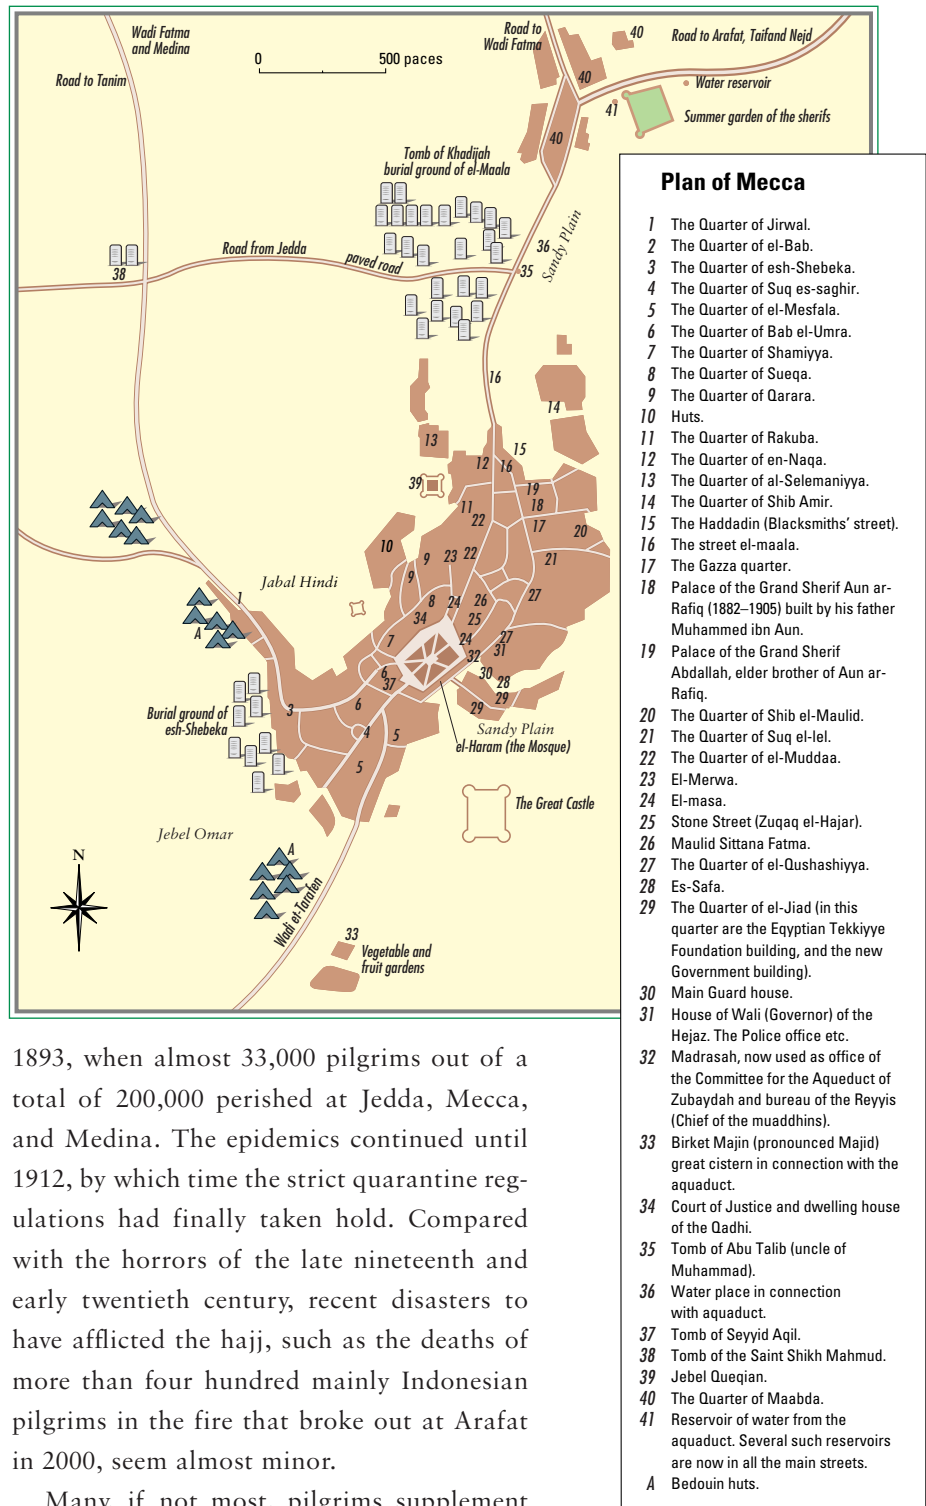 Wadi Fatma
and Medina
Road to Tanim
0 500 paces
Road to
Wadi Fatma
40
Road to Arafat, Taifand Nejd
40
Water reservoir
41
Summer garden of the sherifs
40
Tomb of Khadijah
burial ground of el-Maala
36
Sandy Plain
38
Road from Jedda
paved road
35
16
14
13
15
12
16
39
19
11
18
22
17
20
10
9
23
22
21
9
Jabal Hindi
1
8
24
26
27
34
25
A
7
24
27
31
32
6
30
37
28
29
3
6
29
Burial ground of
esh-Shebeka
4
5
Sandy Plain
el-Haram (the Mosque)
5
The Great Castle
Jebel Omar
N
A
Wadi et-Tarafen
33
Vegetable and
fruit gardens
Plan of Mecca
1 The Quarter of Jirwal.
2 The Quarter of el-Bab.
3 The Quarter of esh-Shebeka.
4 The Quarter of Suq es-saghir.
5 The Quarter of el-Mesfala.
6 The Quarter of Bab el-Umra.
7 The Quarter of Shamiyya.
8 The Quarter of Sueqa.
9 The Quarter of Qarara.
10 Huts.
11 The Quarter of Rakuba.
12 The Quarter of en-Naqa.
13 The Quarter of al-Selemaniyya.
14 The Quarter of Shib Amir.
15 The Haddadin (Blacksmiths’ street).
16 The street el-maala.
17 The Gazza quarter.
18 Palace of the Grand Sherif Aun ar-
Rafiq (1882–1905) built by his father
Muhammed ibn Aun.
19 Palace of the Grand Sherif
Abdallah, elder brother of Aun ar-
Rafiq.
20 The Quarter of Shib el-Maulid.
21 The Quarter of Suq el-lel.
22 The Quarter of el-Muddaa.
23 El-Merwa.
24 El-masa.
25 Stone Street (Zuqaq el-Hajar).
26 Maulid Sittana Fatma.
27 The Quarter of el-Qushashiyya.
28 Es-Safa.
29 The Quarter of el-Jiad (in this
quarter are the Eqyptian Tekkiyye
Foundation building, and the new
Government building).
30 Main Guard house.
31 House of Wali (Governor) of the
Hejaz. The Police office etc.
32 Madrasah, now used as office of
the Committee for the Aqueduct of
Zubaydah and bureau of the Reyyis
(Chief of the muaddhins).
33 Birket Majin (pronounced Majid)
great cistern in connection with the
aquaduct.
34 Court of Justice and dwelling house
of the Qadhi.
35 Tomb of Abu Talib (uncle of
Muhammad).
36 Water place in connection
with aquaduct.
37 Tomb of Seyyid Aqil.
38 Tomb of the Saint Shikh Mahmud.
39 Jebel Queqian.
40 The Quarter of Maabda.
41 Reservoir of water from the
aquaduct. Several such reservoirs
are now in all the main streets.
A Bedouin huts.
1893, when almost 33,000 pilgrims out of a
total of 200,000 perished at Jedda, Mecca,
and Medina. The epidemics continued until
1912, by which time the strict quarantine reg-
ulations had finally taken hold. Compared
with the horrors of the late nineteenth and
early twentieth century, recent disasters to
have afflicted the hajj, such as the deaths of
more than four hundred mainly Indonesian
pilgrims in the fire that broke out at Arafat
in 2000, seem almost minor.
Many, if not most, pilgrims supplement